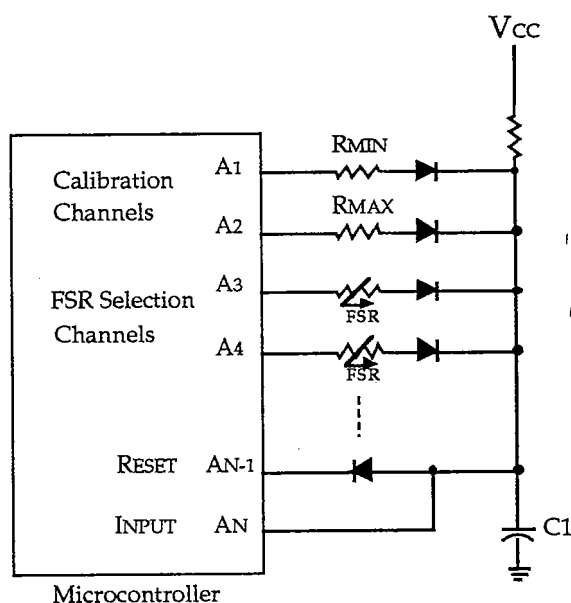 VCC
RMIN
A1
Calibration
Channels
RMAX
A2
A3
FSR Selection
Channels
FSR
A4
FSR
RESET AN-1
INPUT AN
C1
Microcontroller